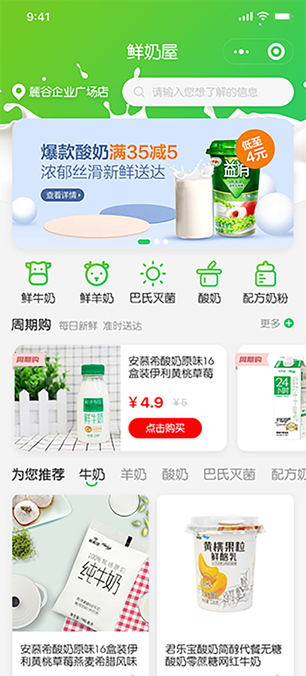 9:41
鲜奶屋
麓谷企业广场店
请输入您想了解的信息
爆款酸奶满35减5
浓郁丝滑新鲜送达
查看详情
低至
4元
益消
鲜牛奶
鲜羊奶
巴氏灭菌
酸奶
配方奶粉
周期购
每日新鲜 准时送达
更多
周期购
鲜牛奶
安慕希酸奶原味16
盒装伊利黄桃草莓
¥4.9
¥5
点击购买
周期购
24
小时
为您推荐
牛奶
羊奶
酸奶
巴氏灭菌
配方奶
纯牛奶
安慕希酸奶原味16盒装伊
利黄桃草莓燕麦希腊风味
黄桃果粒
鲜酪乳
君乐宝酸奶简醇代餐无糖
酸奶零蔗糖网红牛奶